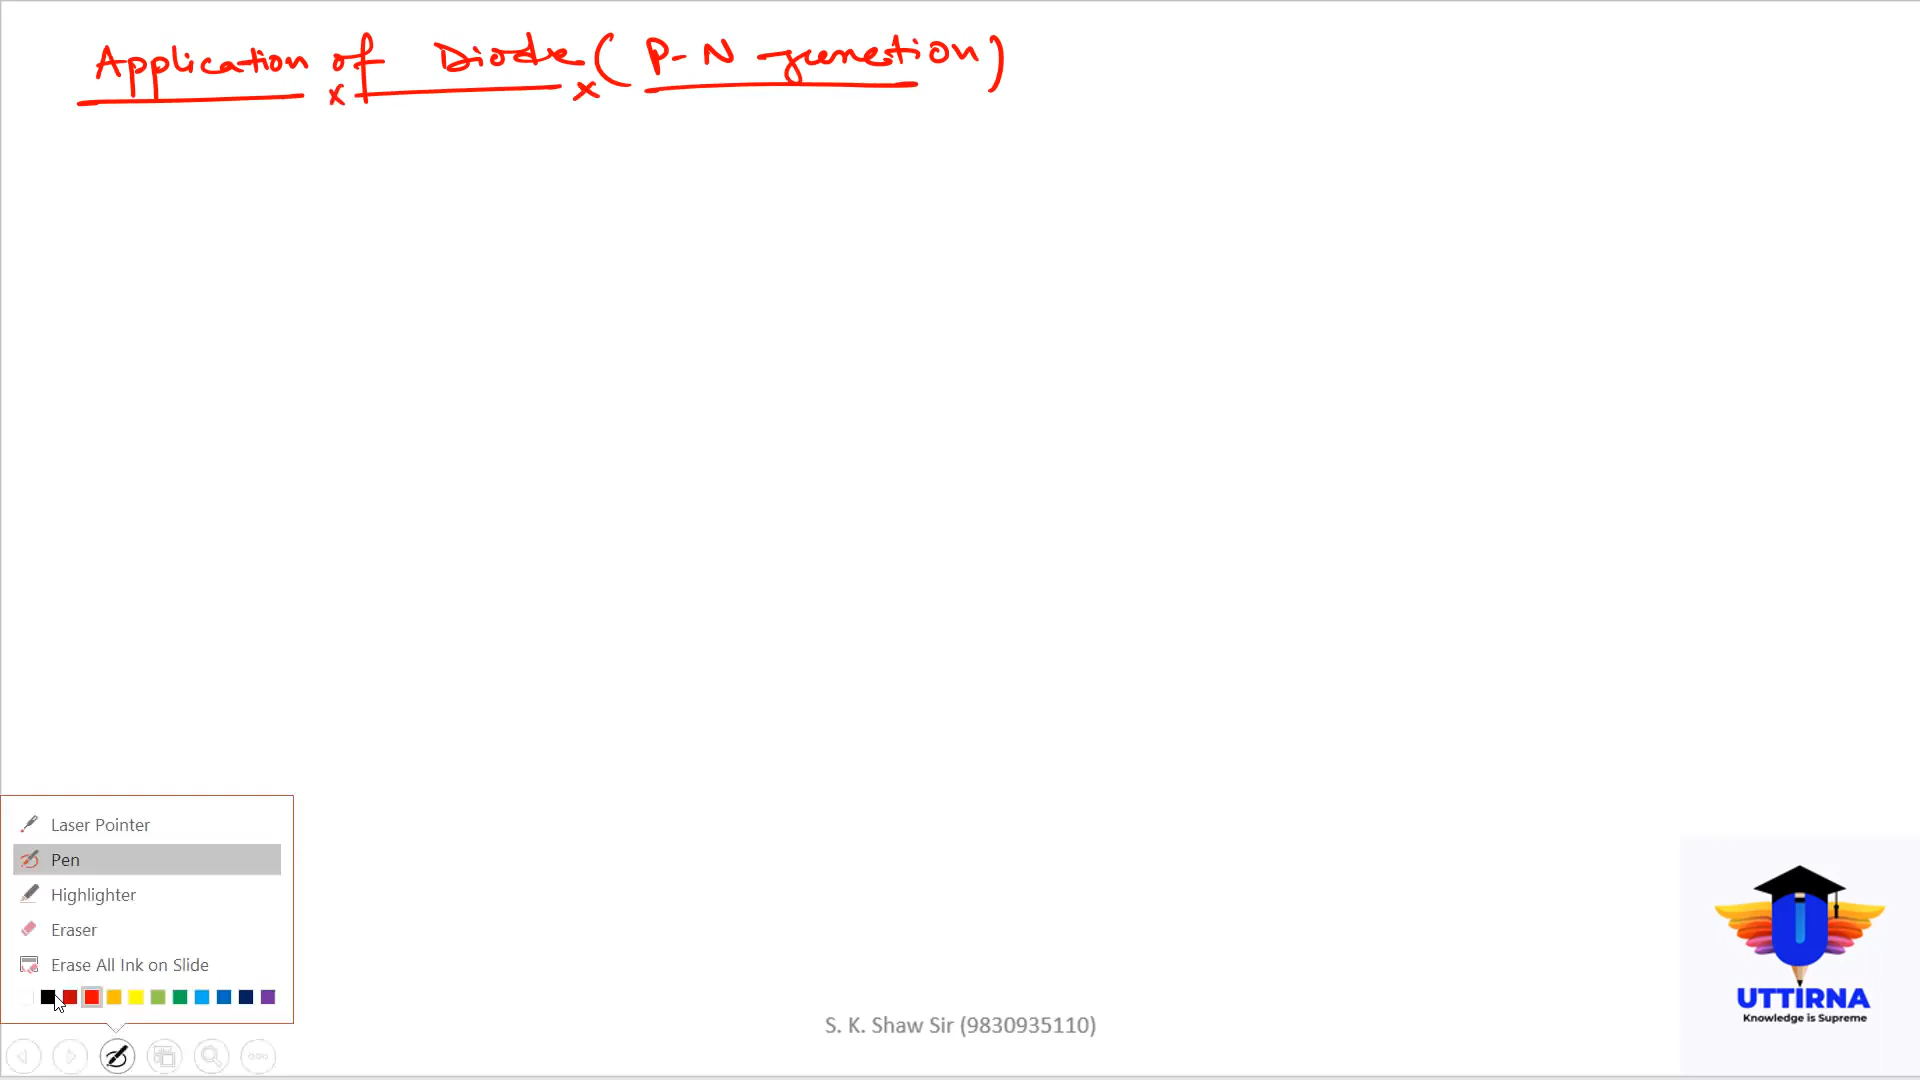 Application of Diode (P-N junction)
Laser Pointer
Pen
Highlighter
Eraser
Erase All Ink on Slide
S. K. Shaw Sir (9830935110)
UTTIRNA
Knowledge is Supreme